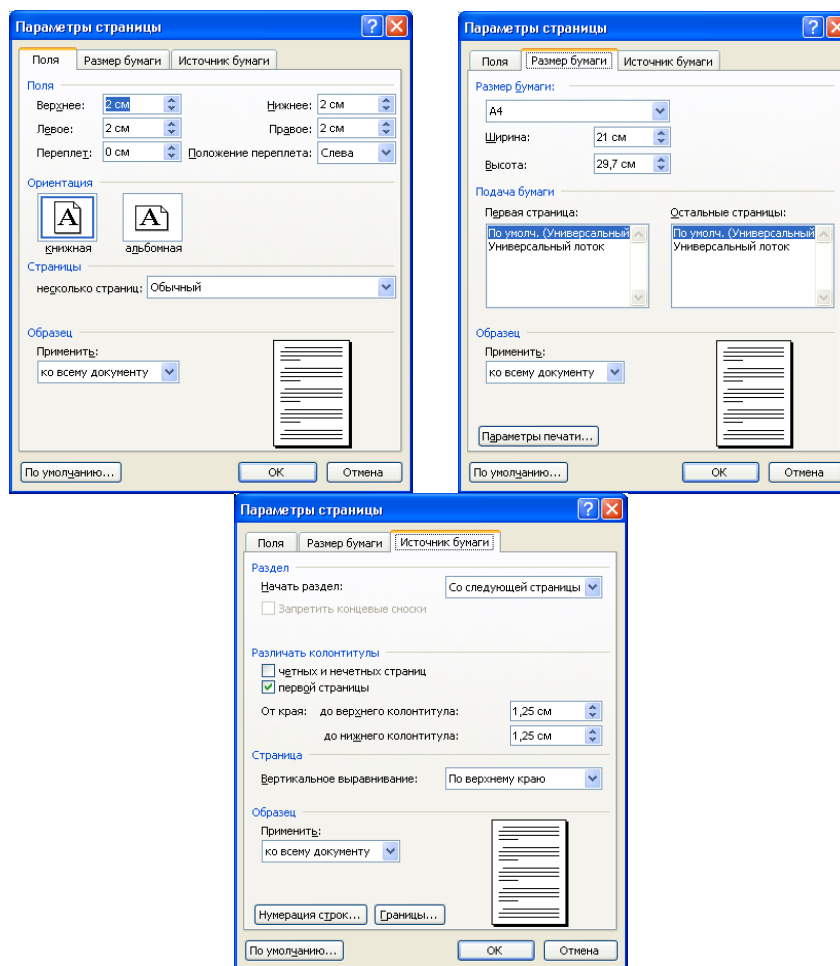 Параметры страницы
Поля Размер бумаги Источник бумаги
Поля
Верхнее: 2 см Нижнее: 2 см
Левое: 2 см Правое: 2 см
Переплет: 0 см Положение переплета: Слева
Ориентация
A A
книжная альбомная
Страницы
несколько страниц: Обычный
Образец
Применить:
ко всему документу
По умолчанию... ОК Отмена
Параметры страницы
Поля Размер бумаги Источник бумаги
Размер бумаги:
A4
Ширина: 21 см
Высота: 29,7 см
Подача бумаги
Первая страница: Остальные страницы:
По умолч. (Универсальный По умолч. (Универсальный
Универсальный лоток Универсальный лоток
Образец
Применить:
ко всему документу
Параметры печати...
По умолчанию... ОК Отмена
Параметры страницы
Поля Размер бумаги Источник бумаги
Раздел
Начать раздел: Со следующей страницы
Запретить концевые сноски
Различать колонтитулы
четных и нечетных страниц
первой страницы
От края: до верхнего колонтитула: 1,25 см
до нижнего колонтитула: 1,25 см
Страница
Вертикальное выравнивание: По верхнему краю
Образец
Применить:
ко всему документу
Нумерация строк... Границы...
По умолчанию... ОК Отмена